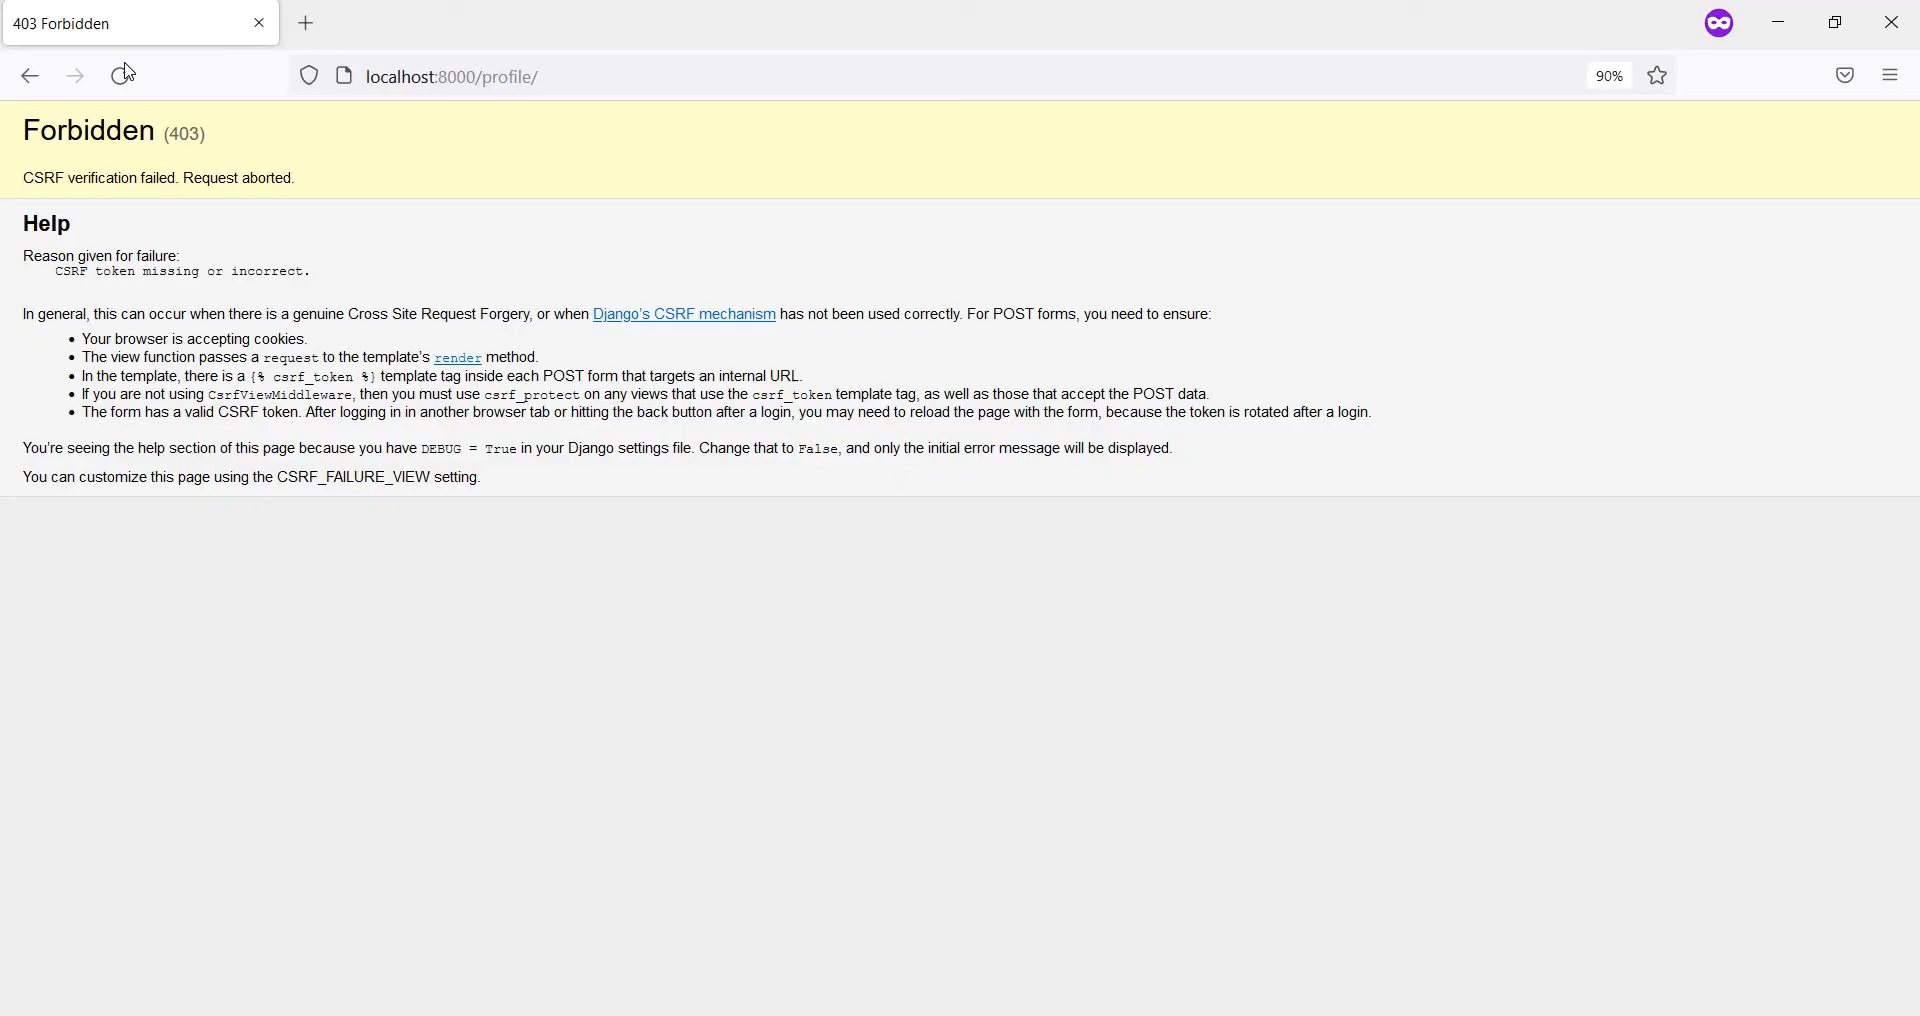 403 Forbidden
localhost:8000/profile/
90%
Forbidden (403)
CSRF verification failed. Request aborted.
Help
Reason given for failure:
CSRF token missing or incorrect.
In general, this can occur when there is a genuine Cross Site Request Forgery, or when Django's CSRF mechanism has not been used correctly. For POST forms, you need to ensure:
• Your browser is accepting cookies.
• The view function passes a request to the template's render method.
• In the template, there is a {% csrf_token %} template tag inside each POST form that targets an internal URL.
• If you are not using CsrfViewMiddleware, then you must use csrf_protect on any views that use the csrf_token template tag, as well as those that accept the POST data.
• The form has a valid CSRF token. After logging in in another browser tab or hitting the back button after a login, you may need to reload the page with the form, because the token is rotated after a login.
You're seeing the help section of this page because you have DEBUG = True in your Django settings file. Change that to False, and only the initial error message will be displayed.
You can customize this page using the CSRF_FAILURE_VIEW setting.